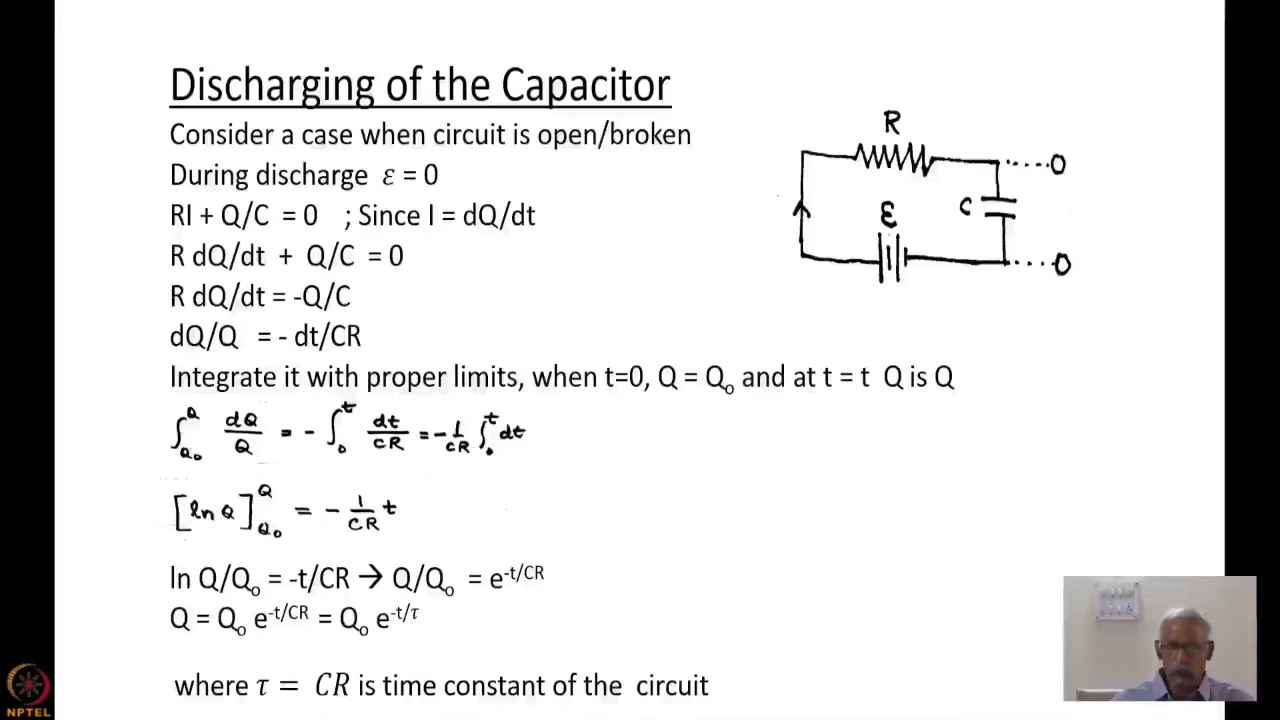 Discharging of the Capacitor
Consider a case when circuit is open/broken
During discharge ε = 0
RI + Q/C = 0 ; Since I = dQ/dt
R dQ/dt + Q/C = 0
R dQ/dt = -Q/C
dQ/Q = - dt/CR
Integrate it with proper limits, when t=0, Q = Q₀ and at t = t Q is Q
∫_{Q₀}^{Q} dQ/Q = - ∫_{0}^{t} dt/CR = - 1/CR ∫_{0}^{t} dt
[ln Q]_{Q₀}^{Q} = - 1/CR t
ln Q/Q₀ = -t/CR → Q/Q₀ = e^{-t/CR}
Q = Q₀ e^{-t/CR} = Q₀ e^{-t/τ}
where τ = CR is time constant of the circuit
R
ε
C
NPTEL